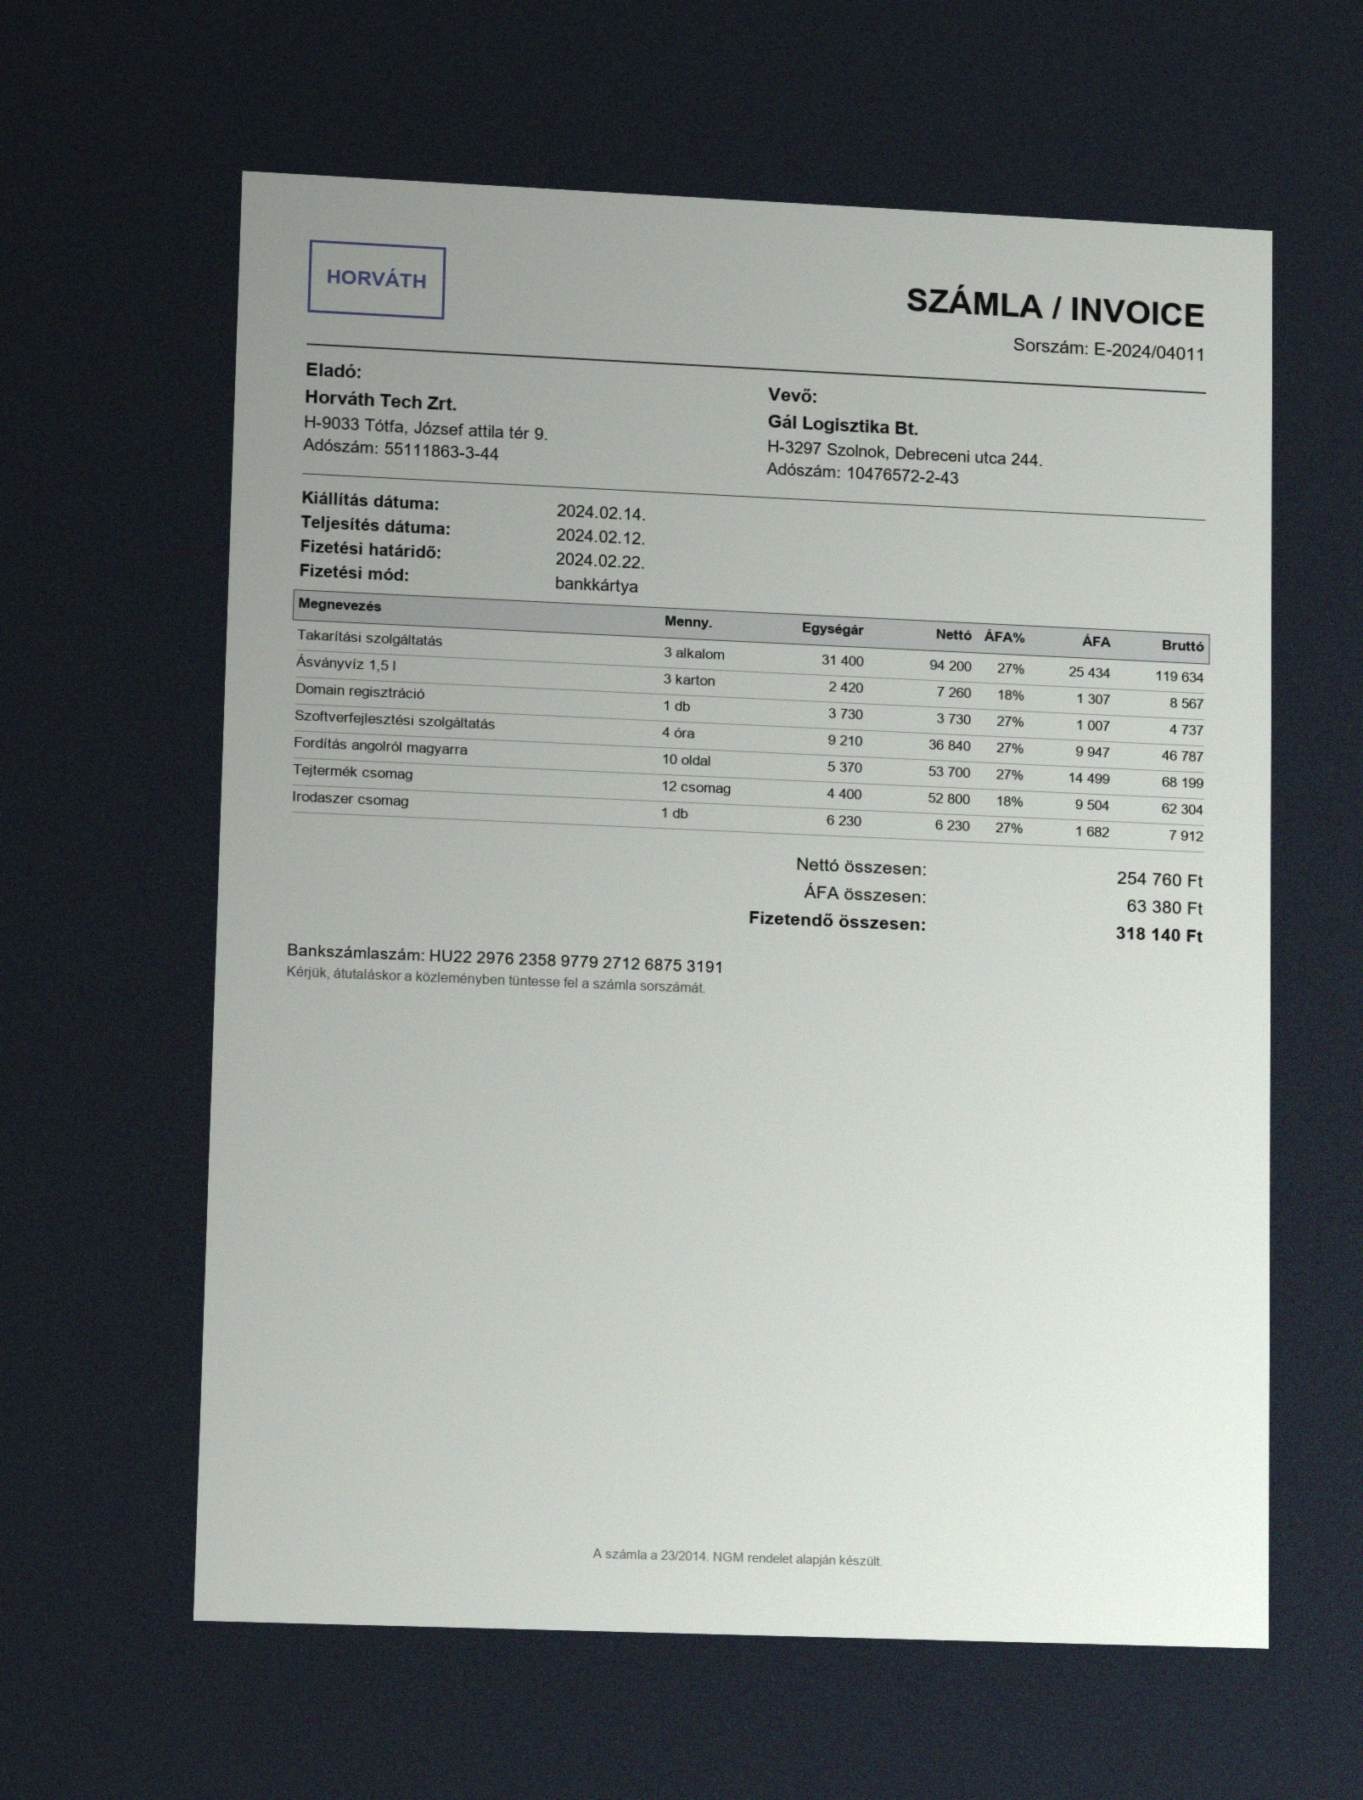 HORVÁTH
SZÁMLA / INVOICE
Sorszám: E-2024/04011
Eladó:
Horváth Tech Zrt.
H-9033 Tótfa, József attila tér 9.
Adószám: 55111863-3-44
Vevő:
Gál Logisztika Bt.
H-3297 Szolnok, Debreceni utca 244.
Adószám: 10476572-2-43
Kiállítás dátuma: 2024.02.14.
Teljesítés dátuma: 2024.02.12.
Fizetési határidő: 2024.02.22.
Fizetési mód: bankkártya
Megnevezés Menny. Egységár Nettó ÁFA% ÁFA Bruttó
Takarítási szolgáltatás 3 alkalom 31 400 94 200 27% 25 434 119 634
Ásványvíz 1,5 l 3 karton 2 420 7 260 18% 1 307 8 567
Domain regisztráció 1 db 3 730 3 730 27% 1 007 4 737
Szoftverfejlesztési szolgáltatás 4 óra 9 210 36 840 27% 9 947 46 787
Fordítás angolról magyarra 10 oldal 5 370 53 700 27% 14 499 68 199
Tejtermék csomag 12 csomag 4 400 52 800 18% 9 504 62 304
Irodaszer csomag 1 db 6 230 6 230 27% 1 682 7 912
Nettó összesen: 254 760 Ft
ÁFA összesen: 63 380 Ft
Fizetendő összesen: 318 140 Ft
Bankszámlaszám: HU22 2976 2358 9779 2712 6875 3191
Kérjük, átutaláskor a közleményben tüntesse fel a számla sorszámát.
A számla a 23/2014. NGM rendelet alapján készült.